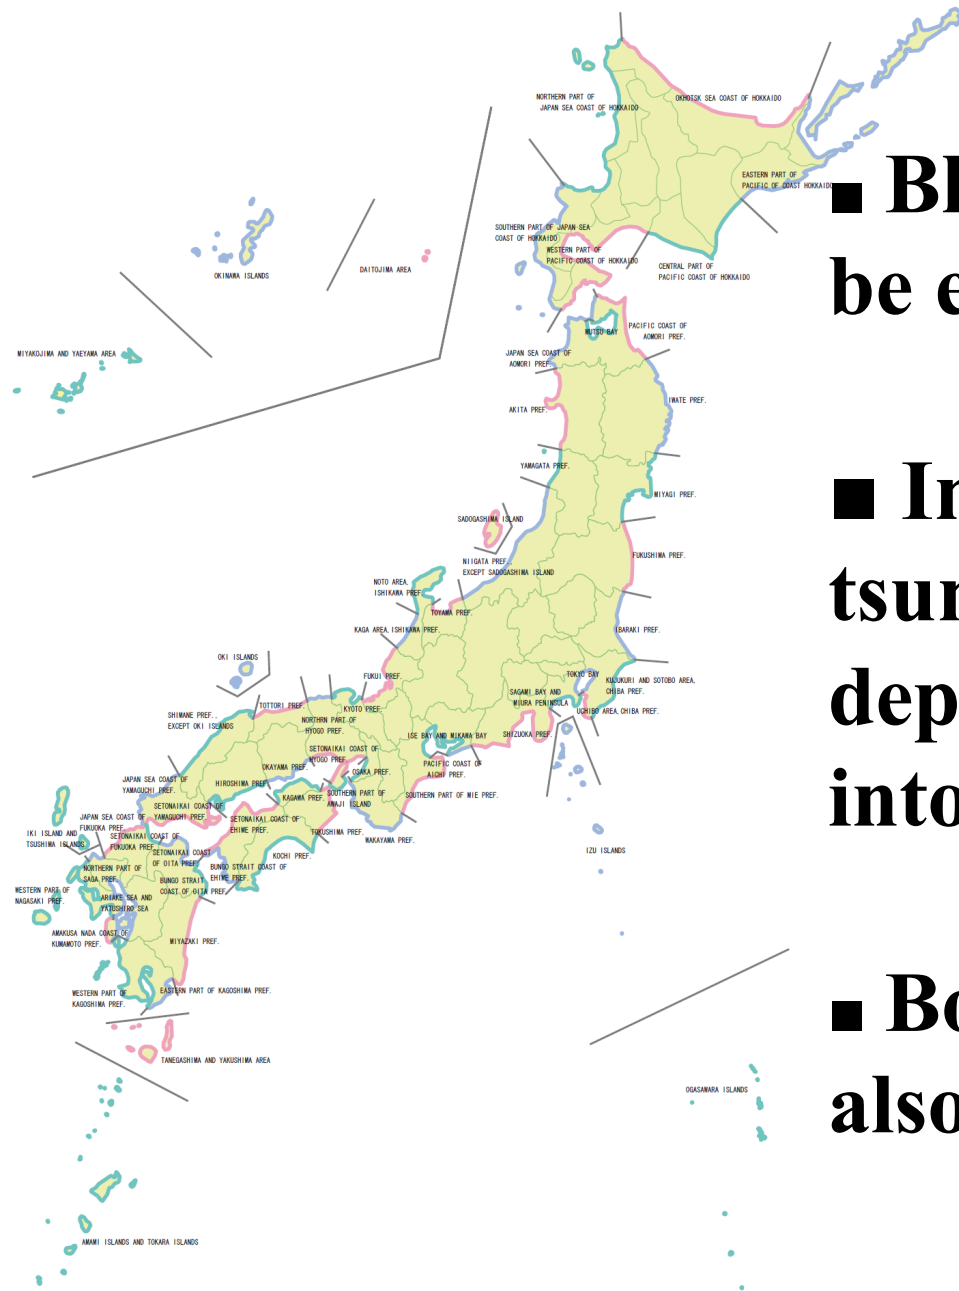 NORTHERN PART OF
JAPAN SEA COAST OF HOKKAIDO
OKHOTSK SEA COAST OF HOKKAIDO
EASTERN PART OF
PACIFIC OF COAST HOKKAIDO
SOUTHERN PART OF JAPAN SEA
COAST OF HOKKAIDO
WESTERN PART OF
PACIFIC COAST OF HOKKAIDO
CENTRAL PART OF
PACIFIC COAST OF HOKKAIDO
OKINAWA ISLANDS
DAITOJIMA AREA
MIYAKOJIMA AND YAEYAMA AREA
MUTSU BAY
PACIFIC COAST OF
AOMORI PREF.
JAPAN SEA COAST OF
AOMORI PREF.
IWATE PREF.
AKITA PREF.
YAMAGATA PREF.
MIYAGI PREF.
SADOGASHIMA ISLAND
NIIGATA PREF.,
EXCEPT SADOGASHIMA ISLAND
FUKUSHIMA PREF.
NOTO AREA,
ISHIKAWA PREF.
TOYAMA PREF.
KAGA AREA, ISHIKAWA PREF.
IBARAKI PREF.
OKI ISLANDS
FUKUI PREF.
TOKYO BAY
KUJUKURI AND SOTOBO AREA,
CHIBA PREF.
SAGAMI BAY AND
MIURA PENINSULA
UCHIBO AREA, CHIBA PREF.
TOTTORI PREF.
KYOTO PREF.
SHIMANE PREF.,
EXCEPT OKI ISLANDS
NORTHRN PART OF
HYOGO PREF.
ISE BAY AND MIKAWA BAY
SHIZUOKA PREF.
SETONAIKAI COAST OF
HYOGO PREF.
OKAYAMA PREF.
OSAKA PREF.
PACIFIC COAST OF
AICHI PREF.
JAPAN SEA COAST OF
YAMAGUCHI PREF.
HIROSHIMA PREF.
KAGAWA PREF.
SOUTHERN PART OF
AWAJI ISLAND
SOUTHERN PART OF MIE PREF.
SETONAIKAI COAST OF
YAMAGUCHI PREF.
JAPAN SEA COAST OF
FUKUOKA PREF.
SETONAIKAI COAST OF
EHIME PREF.
TOKUSHIMA PREF.
WAKAYAMA PREF.
IKI ISLAND AND
TSUSHIMA ISLANDS
SETONAIKAI COAST OF
FUKUOKA PREF.
SETONAIKAI COAST
OF OITA PREF.
KOCHI PREF.
IZU ISLANDS
NORTHERN PART OF
SAGA PREF.
BUNGO STRAIT COAST OF
EHIME PREF.
BUNGO STRAIT
COAST OF OITA PREF.
WESTERN PART OF
NAGASAKI PREF.
ARIAKE SEA AND
YATSUSHIRO SEA
AMAKUSA NADA COAST OF
KUMAMOTO PREF.
MIYAZAKI PREF.
WESTERN PART OF
KAGOSHIMA PREF.
EASTERN PART OF KAGOSHIMA PREF.
TANEGASHIMA AND YAKUSHIMA AREA
OGASAWARA ISLANDS
AMAMI ISLANDS AND TOKARA ISLANDS
be e
■ In
tsun
dep
into
■ Bo
also